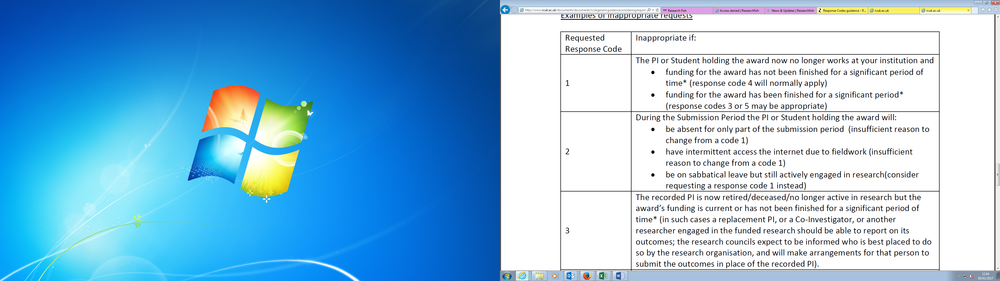 http://www.rcuk.ac.uk/documents/documents/rcukgenericguidanceconsideringrespon
Research Fish
Access denied | Researchfish
News & Updates | Researchfish
Response Codes guidance - R...
rcuk.ac.uk
rcuk.ac.uk
Examples of inappropriate requests
Requested
Response Code
Inappropriate if:
1
The PI or Student holding the award now no longer works at your institution and
● funding for the award has not been finished for a significant period of
time* (response code 4 will normally apply)
● funding for the award has been finished for a significant period*
(response codes 3 or 5 may be appropriate)
2
During the Submission Period the PI or Student holding the award will:
● be absent for only part of the submission period  (insufficient reason to
change from a code 1)
● have intermittent access the internet due to fieldwork (insufficient
reason to change from a code 1)
● be on sabbatical leave but still actively engaged in research(consider
requesting a response code 1 instead)
3
The recorded PI is now retired/deceased/no longer active in research but the
award’s funding is current or has not been finished for a significant period of
time* (in such cases a replacement PI, or a Co-Investigator, or another
researcher engaged in the funded research should be able to report on its
outcomes; the research councils expect to be informed who is best placed to do
so by the research organisation, and will make arrangements for that person to
submit the outcomes in place of the recorded PI).
12:04
09/02/2017